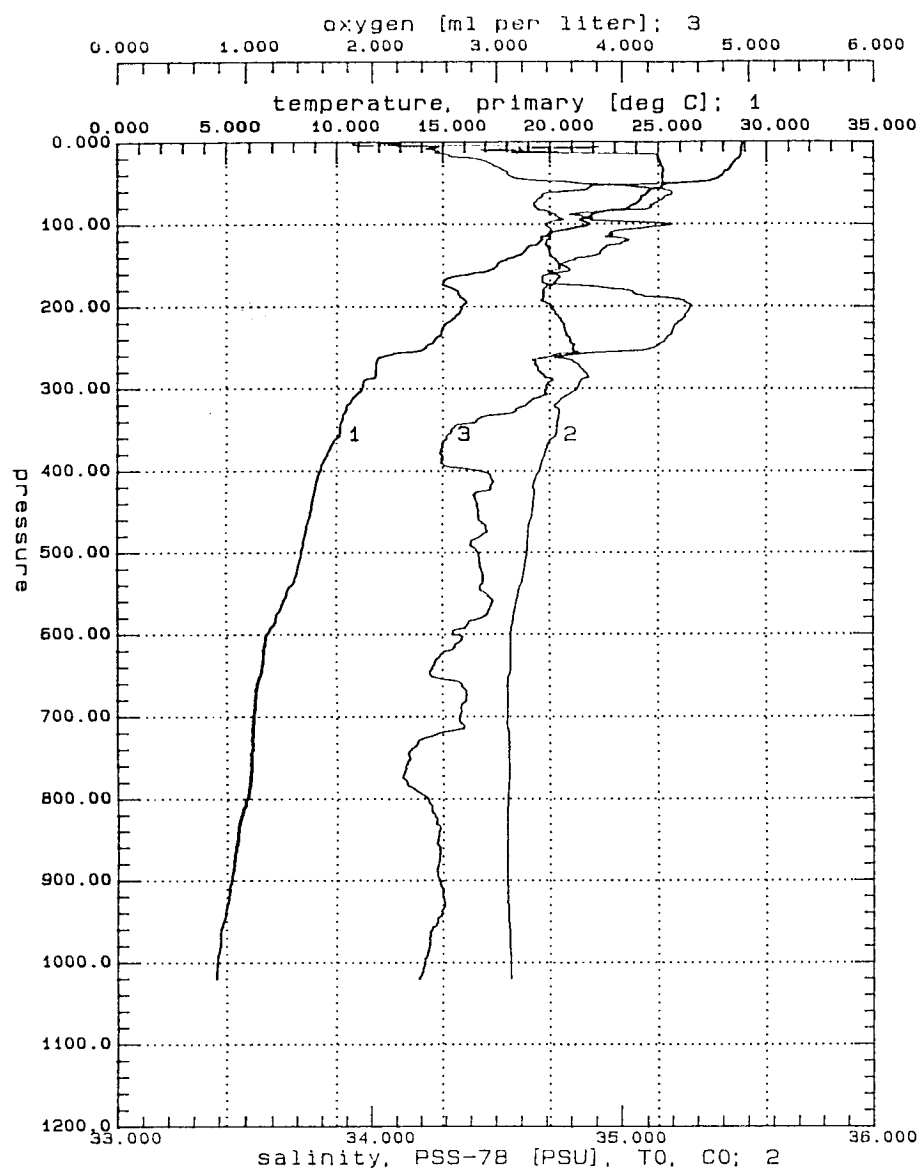 oxygen [ml per liter]; 3
0.000 1.000 2.000 3.000 4.000 5.000 6.000
temperature, primary [deg C]; 1
0.000 5.000 10.000 15.000 20.000 25.000 30.000 35.000
0.000
100.00
200.00
300.00
1 3 2
400.00
pressure
500.00
600.00
700.00
800.00
900.00
1000.0
1100.0
1200.0
33.000 34.000 35.000 36.000
salinity, PSS-78 [PSU], T0, C0; 2